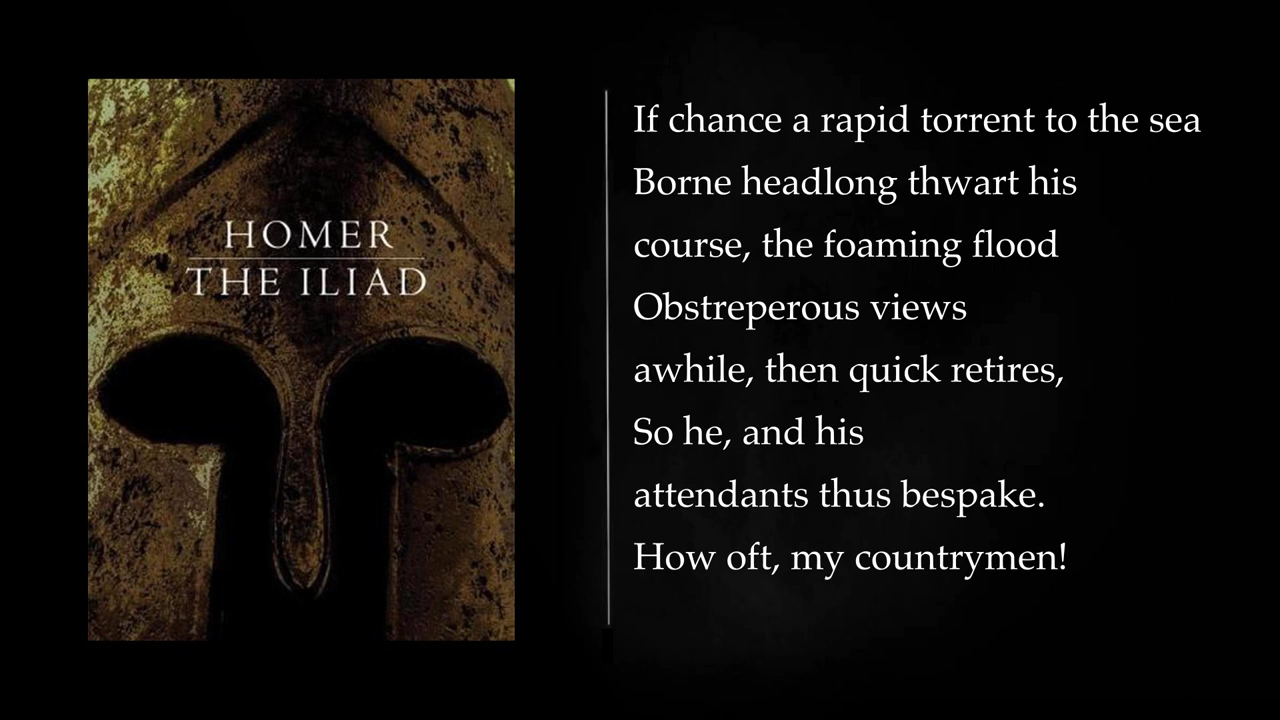 HOMER
THE ILIAD
If chance a rapid torrent to the sea
Borne headlong thwart his
course, the foaming flood
Obstreperous views
awhile, then quick retires,
So he, and his
attendants thus bespake.
How oft, my countrymen!